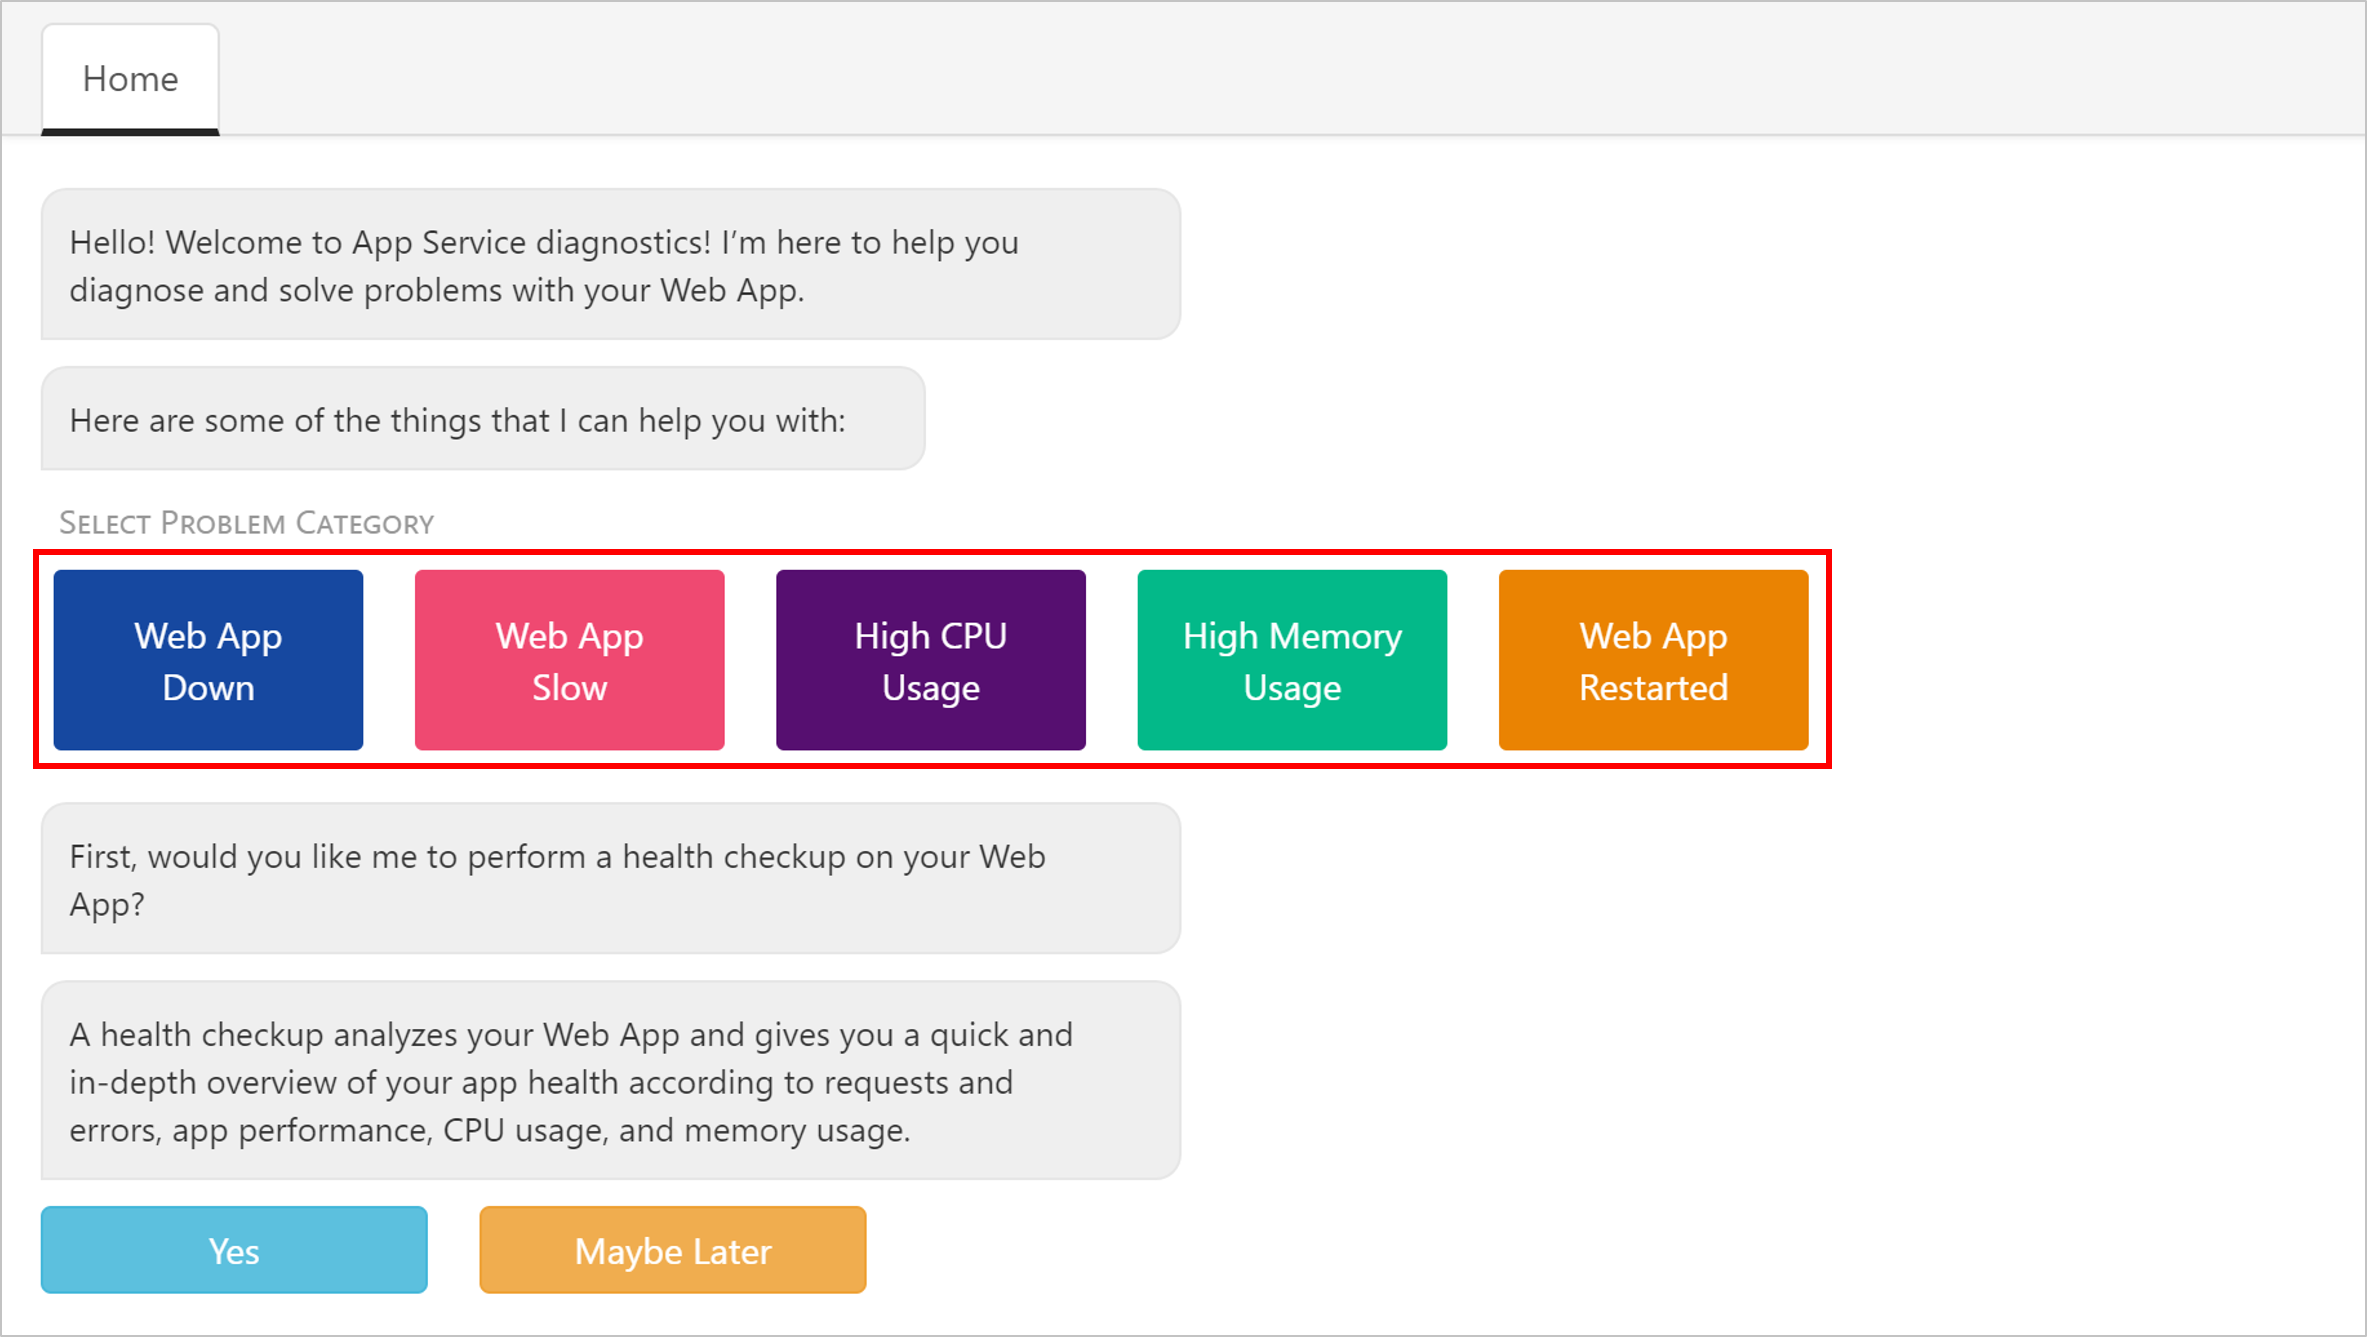 Home
Hello! Welcome to App Service diagnostics! I’m here to help you
diagnose and solve problems with your Web App.
Here are some of the things that I can help you with:
Select Problem Category
Web App
Down
Web App
Slow
High CPU
Usage
High Memory
Usage
Web App
Restarted
First, would you like me to perform a health checkup on your Web
App?
A health checkup analyzes your Web App and gives you a quick and
in-depth overview of your app health according to requests and
errors, app performance, CPU usage, and memory usage.
Yes
Maybe Later